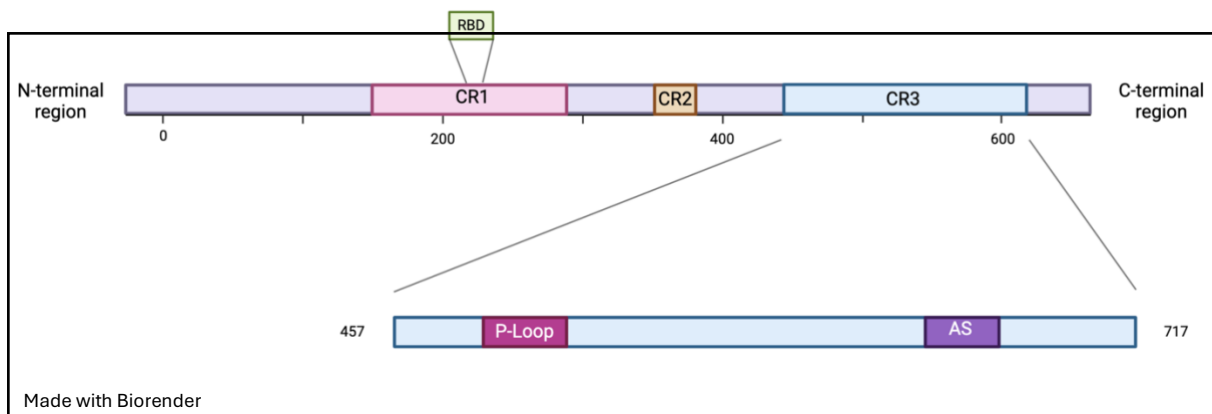 RBD
N-terminal
region
CR1
CR2
CR3
C-terminal
region
0
200
400
600
457
P-Loop
AS
717
Made with Biorender